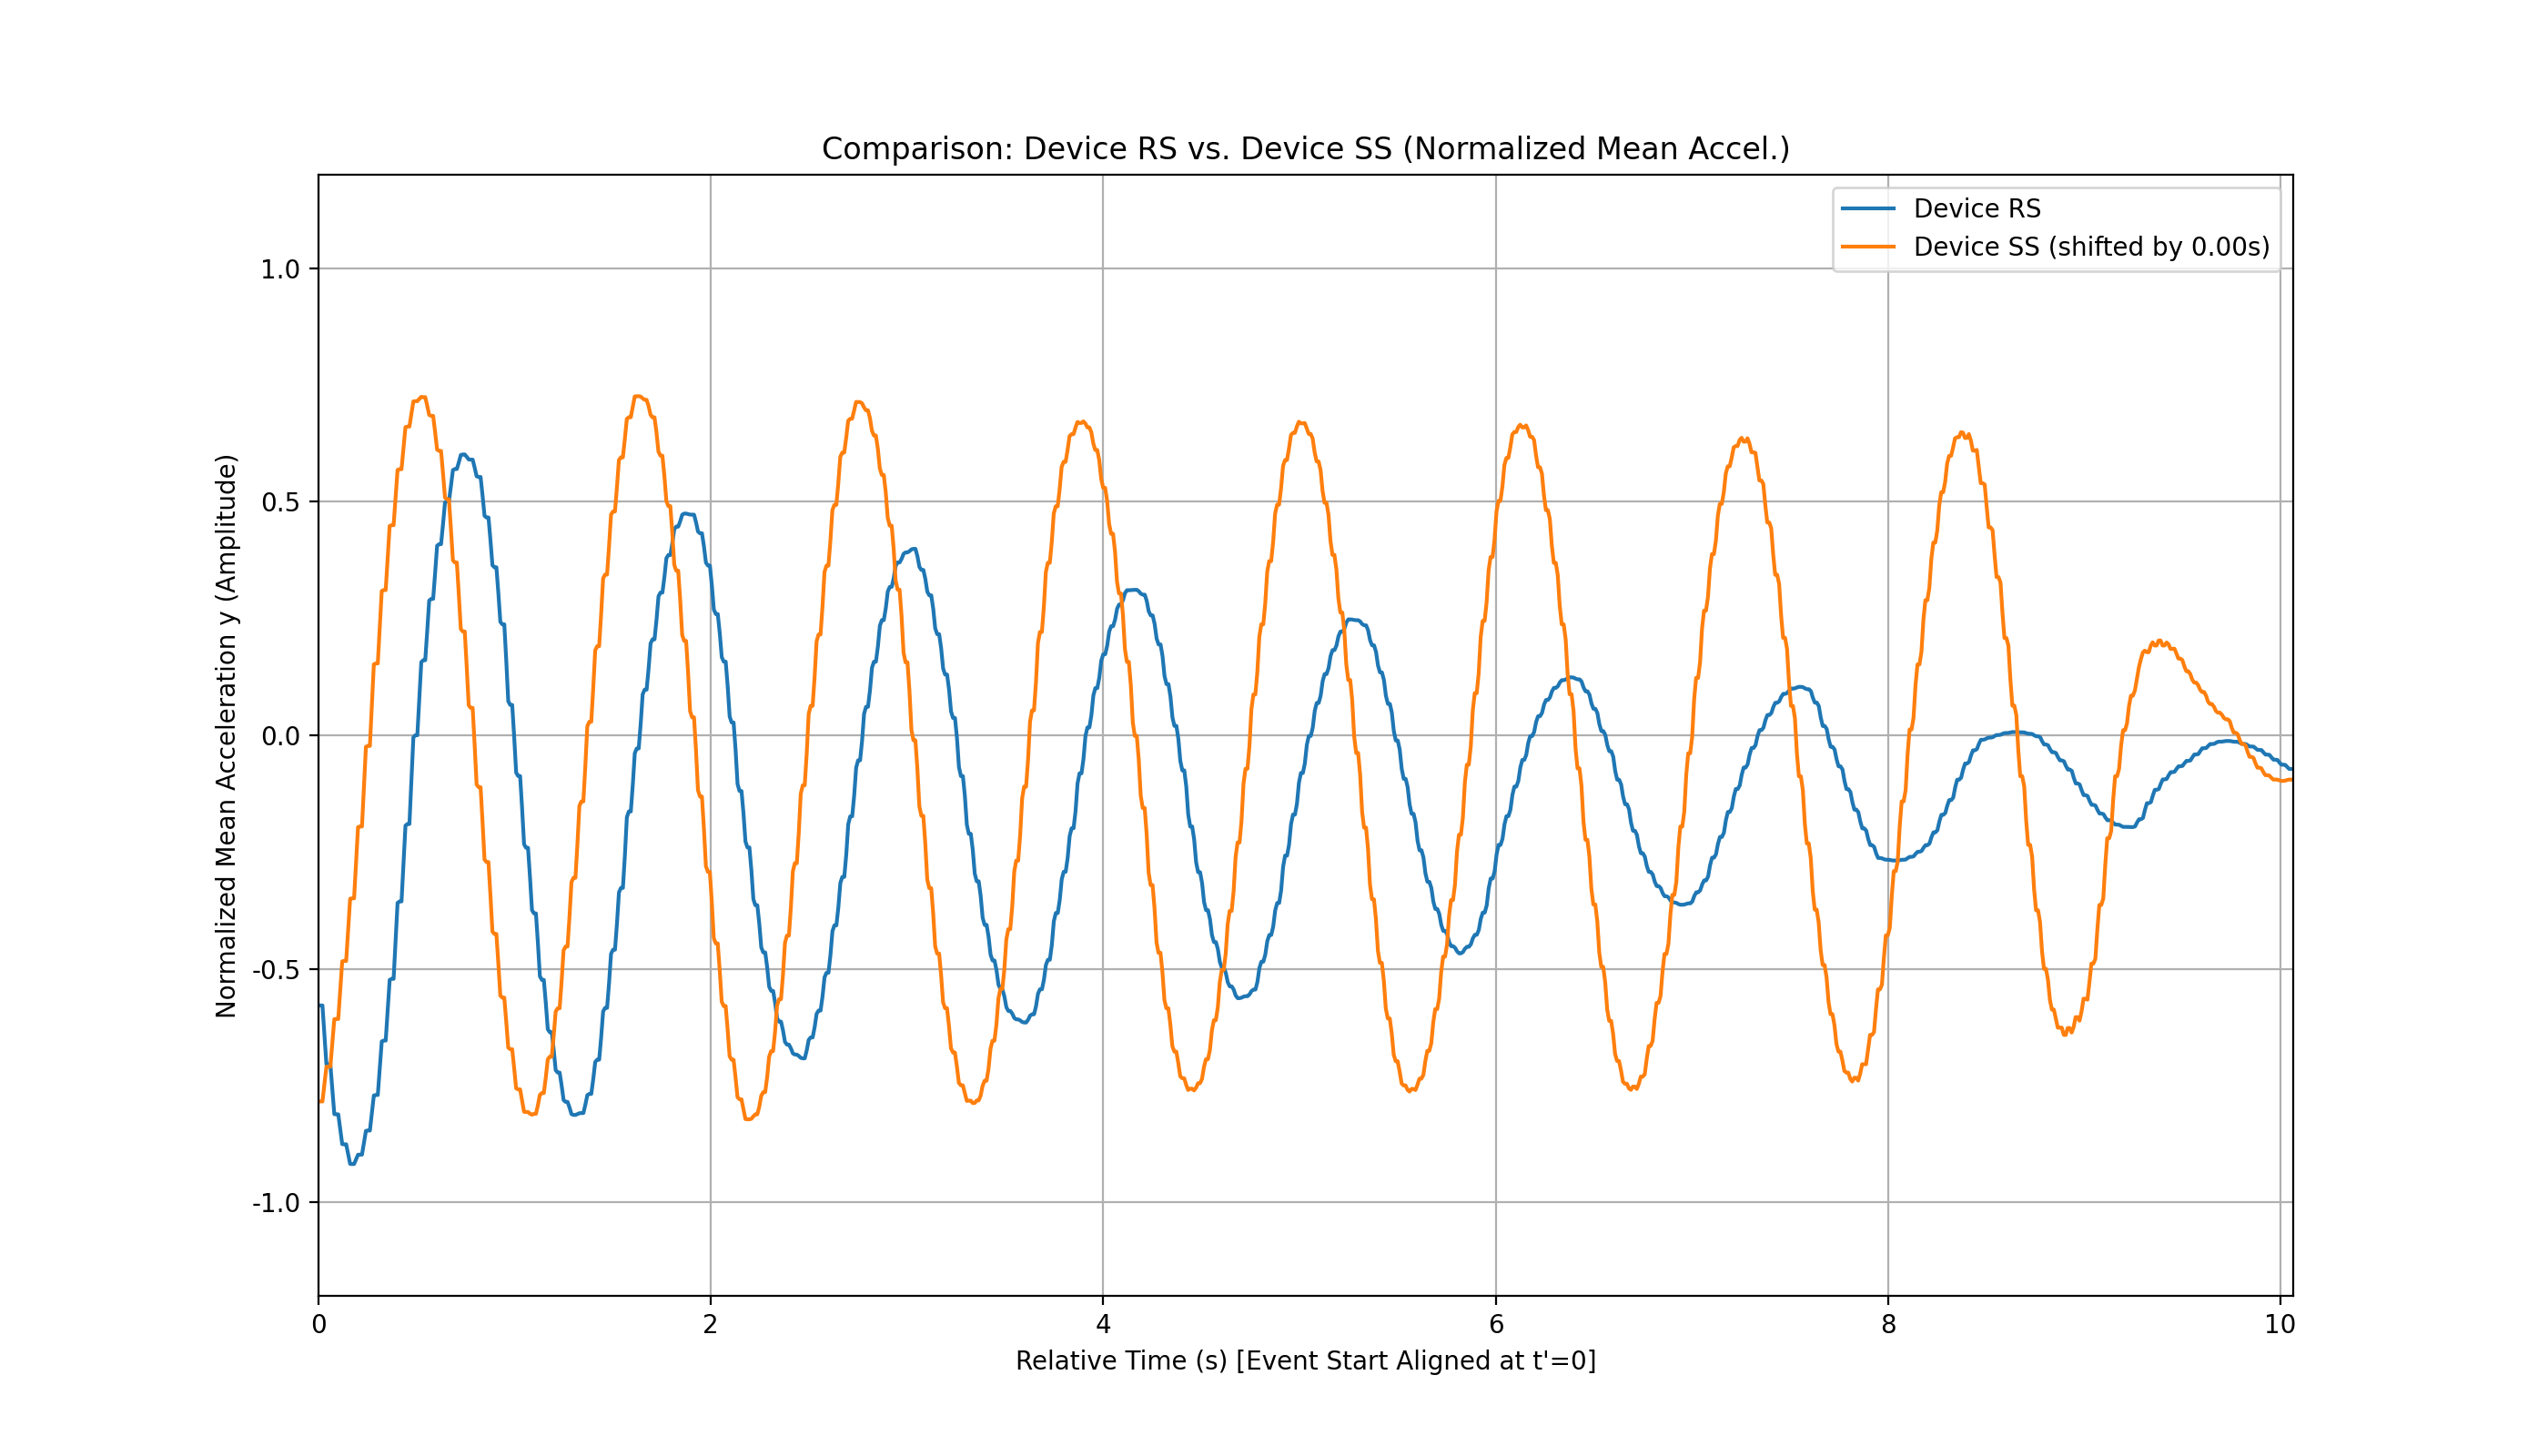 Comparison: Device RS vs. Device SS (Normalized Mean Accel.)
Device RS
Device SS (shifted by 0.00s)
Normalized Mean Acceleration y (Amplitude)
1.0
0.5
0.0
-0.5
-1.0
0 2 4 6 8 10
Relative Time (s) [Event Start Aligned at t'=0]